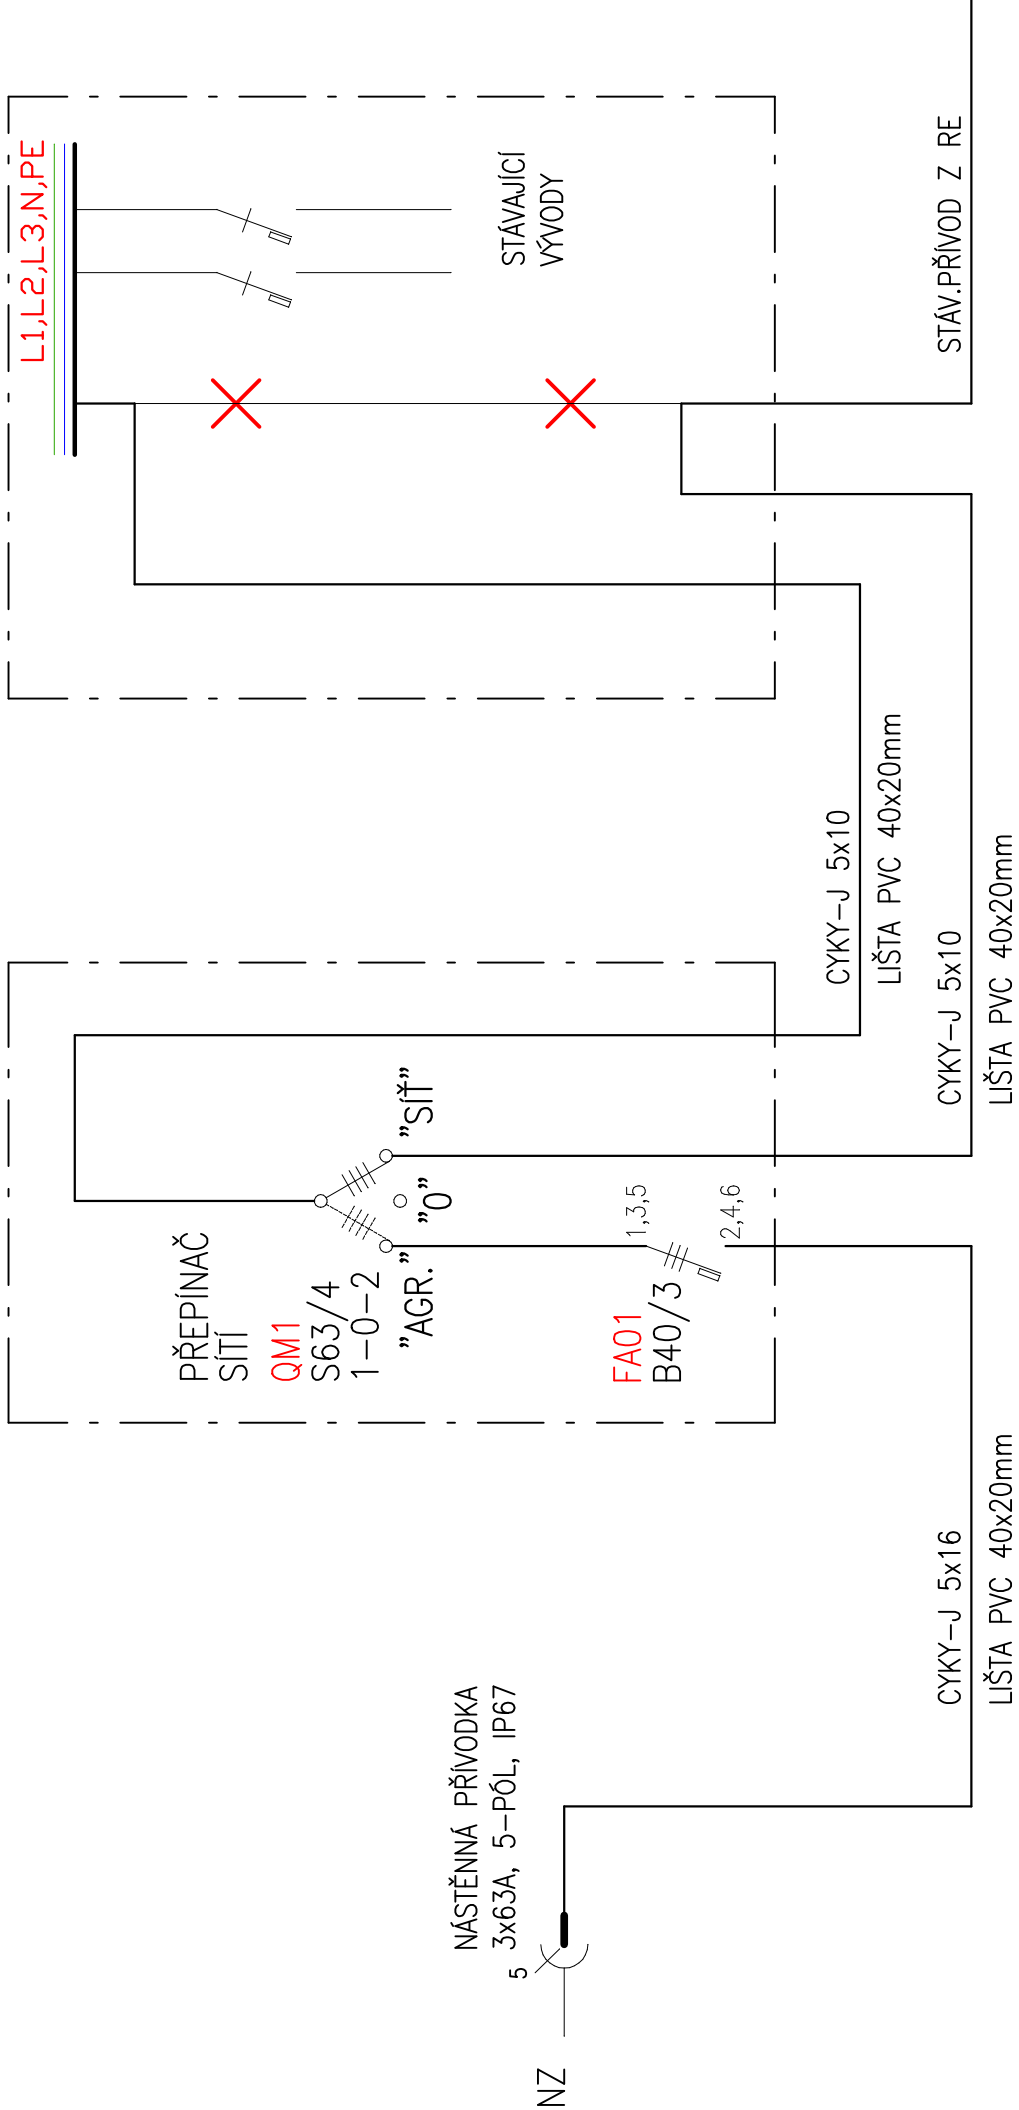 NZ
5
NÁSTĚNNÁ PŘÍVODKA
3x63A, 5-PÓL, IP67
CYKY-J 5x16
LIŠTA PVC 40x20mm
PŘEPÍNAČ
SÍTÍ
QM1
S63/4
1-0-2
"AGR."
"0"
"SÍŤ"
FA01
B40/3
1,3,5
2,4,6
CYKY-J 5x10
LIŠTA PVC 40x20mm
CYKY-J 5x10
LIŠTA PVC 40x20mm
L1,L2,L3,N,PE
STÁVAJÍCÍ
VÝVODY
STÁV.PŘÍVOD Z RE